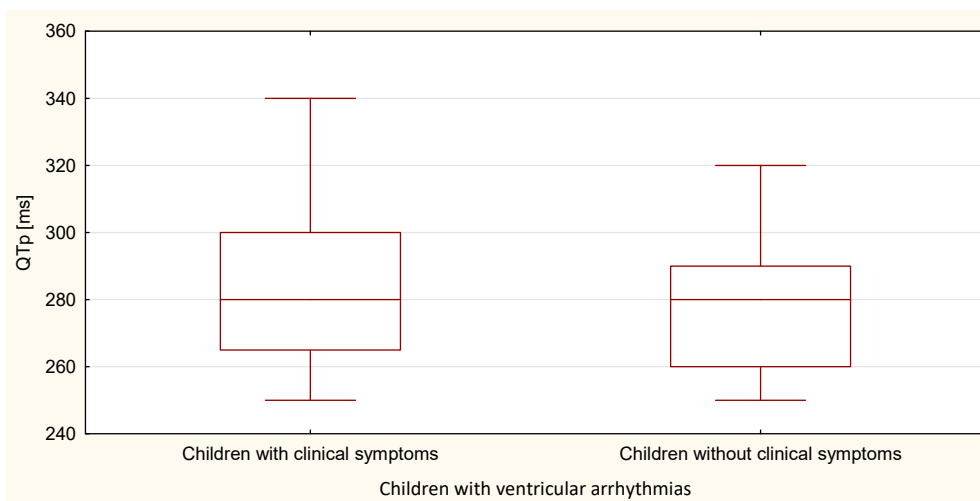 360
340
320
300
280
260
240
QTp [ms]
Children with clinical symptoms
Children without clinical symptoms
Children with ventricular arrhythmias